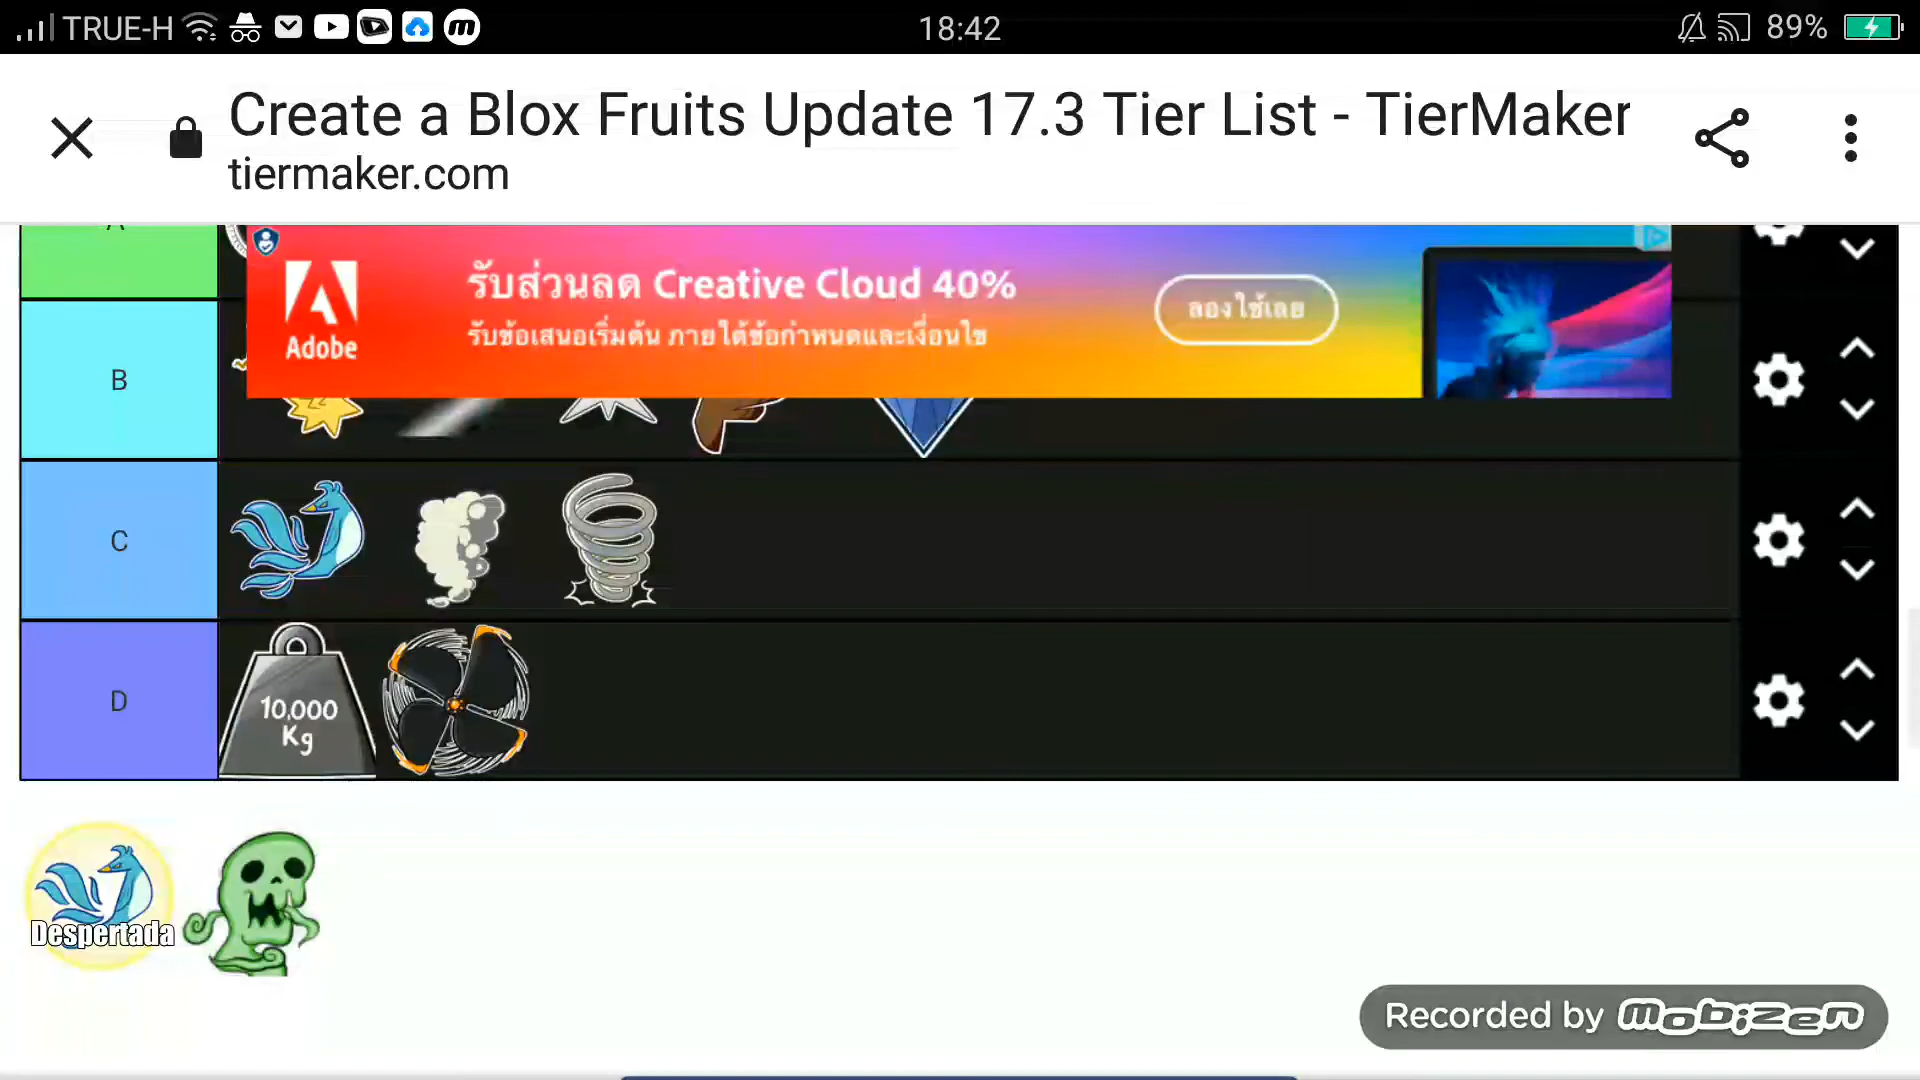 TRUE-H
18:42
89%
Create a Blox Fruits Update 17.3 Tier List - TierMaker
tiermaker.com
A
Adobe
รับส่วนลด Creative Cloud 40%
รับข้อเสนอเริ่มต้น ภายใต้ข้อกำหนดและเงื่อนไข
ลองใช้เลย
B
C
D
10,000
Kg
Despertada
Recorded by mobizen